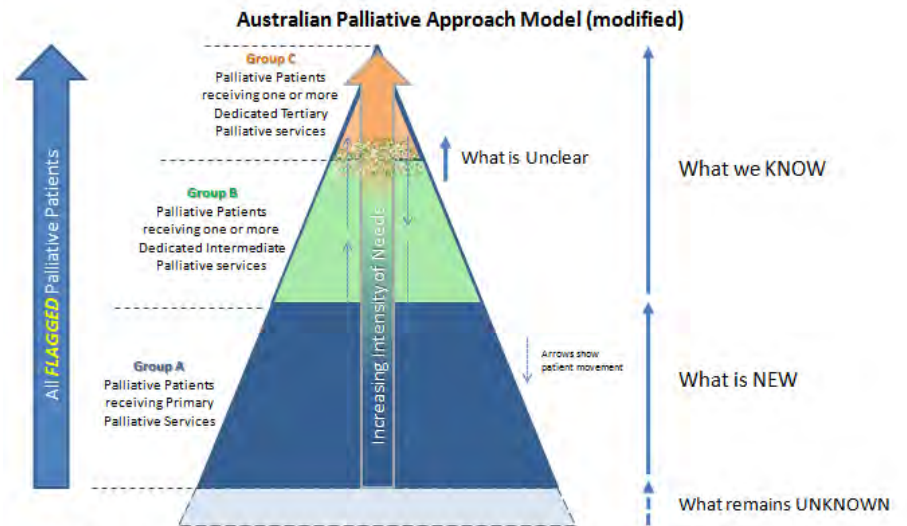 Australian Palliative Approach Model (modified)
All FLAGGED Palliative Patients
Group C
Palliative Patients
receiving one or more
Dedicated Tertiary
Palliative services
Group B
Palliative Patients
receiving one or more
Dedicated Intermediate
Palliative services
Group A
Palliative Patients
receiving Primary
Palliative Services
Increasing Intensity of Needs
What is Unclear
Arrows show
patient movement
What we KNOW
What is NEW
What remains UNKNOWN